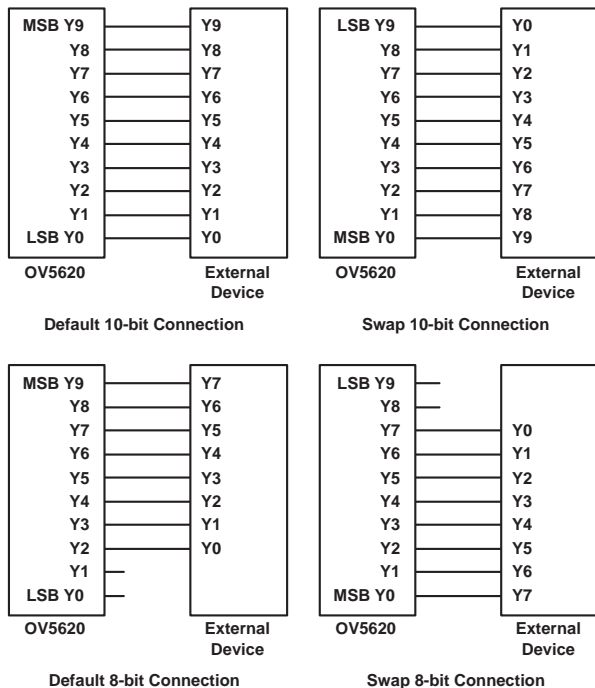 MSB Y9 Y9
Y8 Y8
Y7 Y7
Y6 Y6
Y5 Y5
Y4 Y4
Y3 Y3
Y2 Y2
Y1 Y1
LSB Y0 Y0
OV5620 External
Device
Default 10-bit Connection
LSB Y9 Y0
Y8 Y1
Y7 Y2
Y6 Y3
Y5 Y4
Y4 Y5
Y3 Y6
Y2 Y7
Y1 Y8
MSB Y0 Y9
OV5620 External
Device
Swap 10-bit Connection
MSB Y9 Y7
Y8 Y6
Y7 Y5
Y6 Y4
Y5 Y3
Y4 Y2
Y3 Y1
Y2 Y0
Y1
LSB Y0
OV5620 External
Device
Default 8-bit Connection
LSB Y9
Y8
Y7 Y0
Y6 Y1
Y5 Y2
Y4 Y3
Y3 Y4
Y2 Y5
Y1 Y6
MSB Y0 Y7
OV5620 External
Device
Swap 8-bit Connection